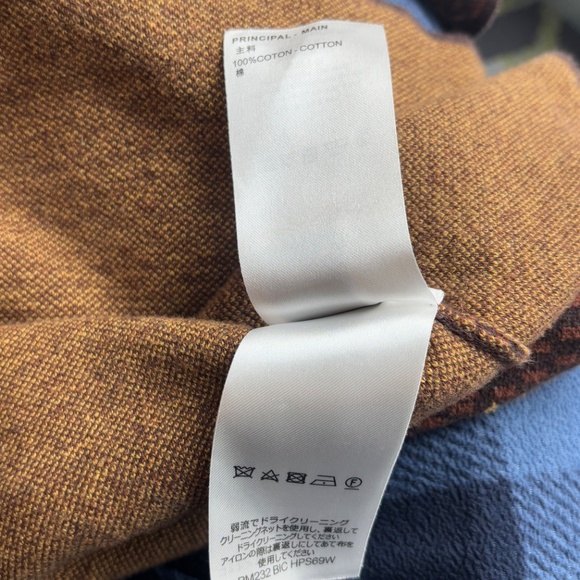 PRINCIPAL - MAIN
主料
100%COTON - COTTON
棉
F
弱流でドライクリーニング
クリーニングネットを使用し、裏返して
ドライクリーニングしてください
アイロンの際は裏返しにしてあて布を
使用してください
RM232 BIC HPS69W